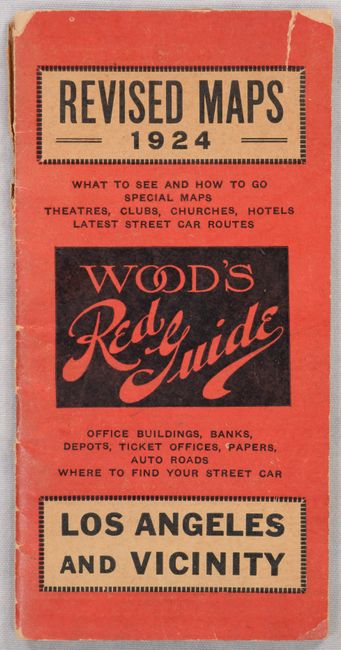 REVISED MAPS
1924
WHAT TO SEE AND HOW TO GO
SPECIAL MAPS
THEATRES, CLUBS, CHURCHES, HOTELS
LATEST STREET CAR ROUTES
WOOD'S
Red Guide
OFFICE BUILDINGS, BANKS,
DEPOTS, TICKET OFFICES, PAPERS,
AUTO ROADS
WHERE TO FIND YOUR STREET CAR
LOS ANGELES
AND VICINITY